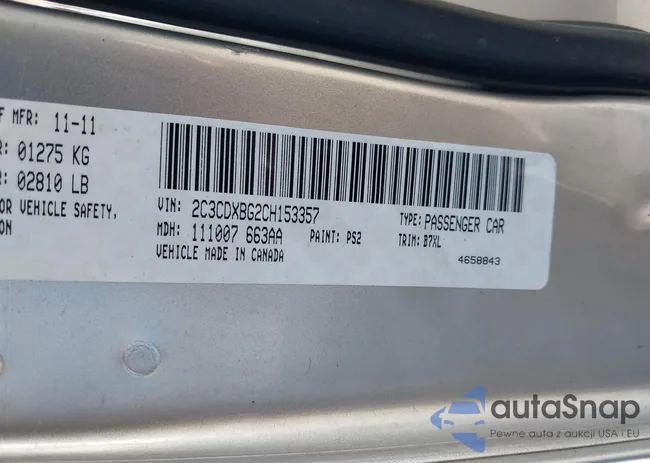 F MFR: 11-11
R: 01275 KG
R: 02810 LB
OR VEHICLE SAFETY,
ION
VIN: 2C3CDXBG2CH153357
TYPE: PASSENGER CAR
MDH: 111007 663AA
PAINT: PS2
TRIM: B7XL
VEHICLE MADE IN CANADA
4658843
autaSnap
Pewne auta z aukcji USA i EU